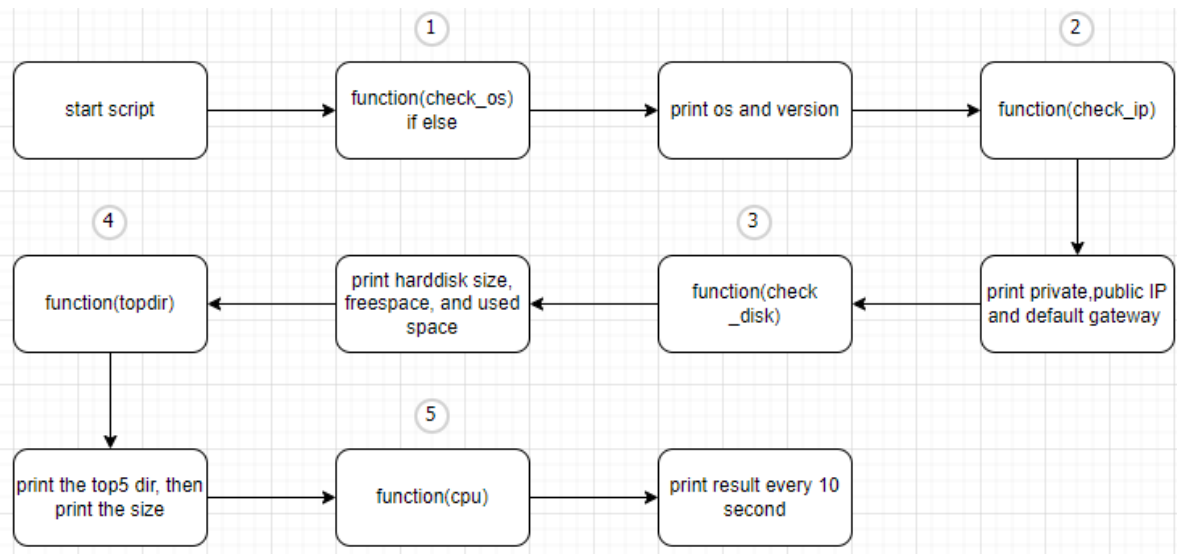 1
2
start script
function(check_os)
if else
print os and version
function(check_ip)
4
3
function(topdir)
print harddisk size,
freespace, and used
space
function(check
_disk)
print private,public IP
and default gateway
5
print the top5 dir, then
print the size
function(cpu)
print result every 10
second